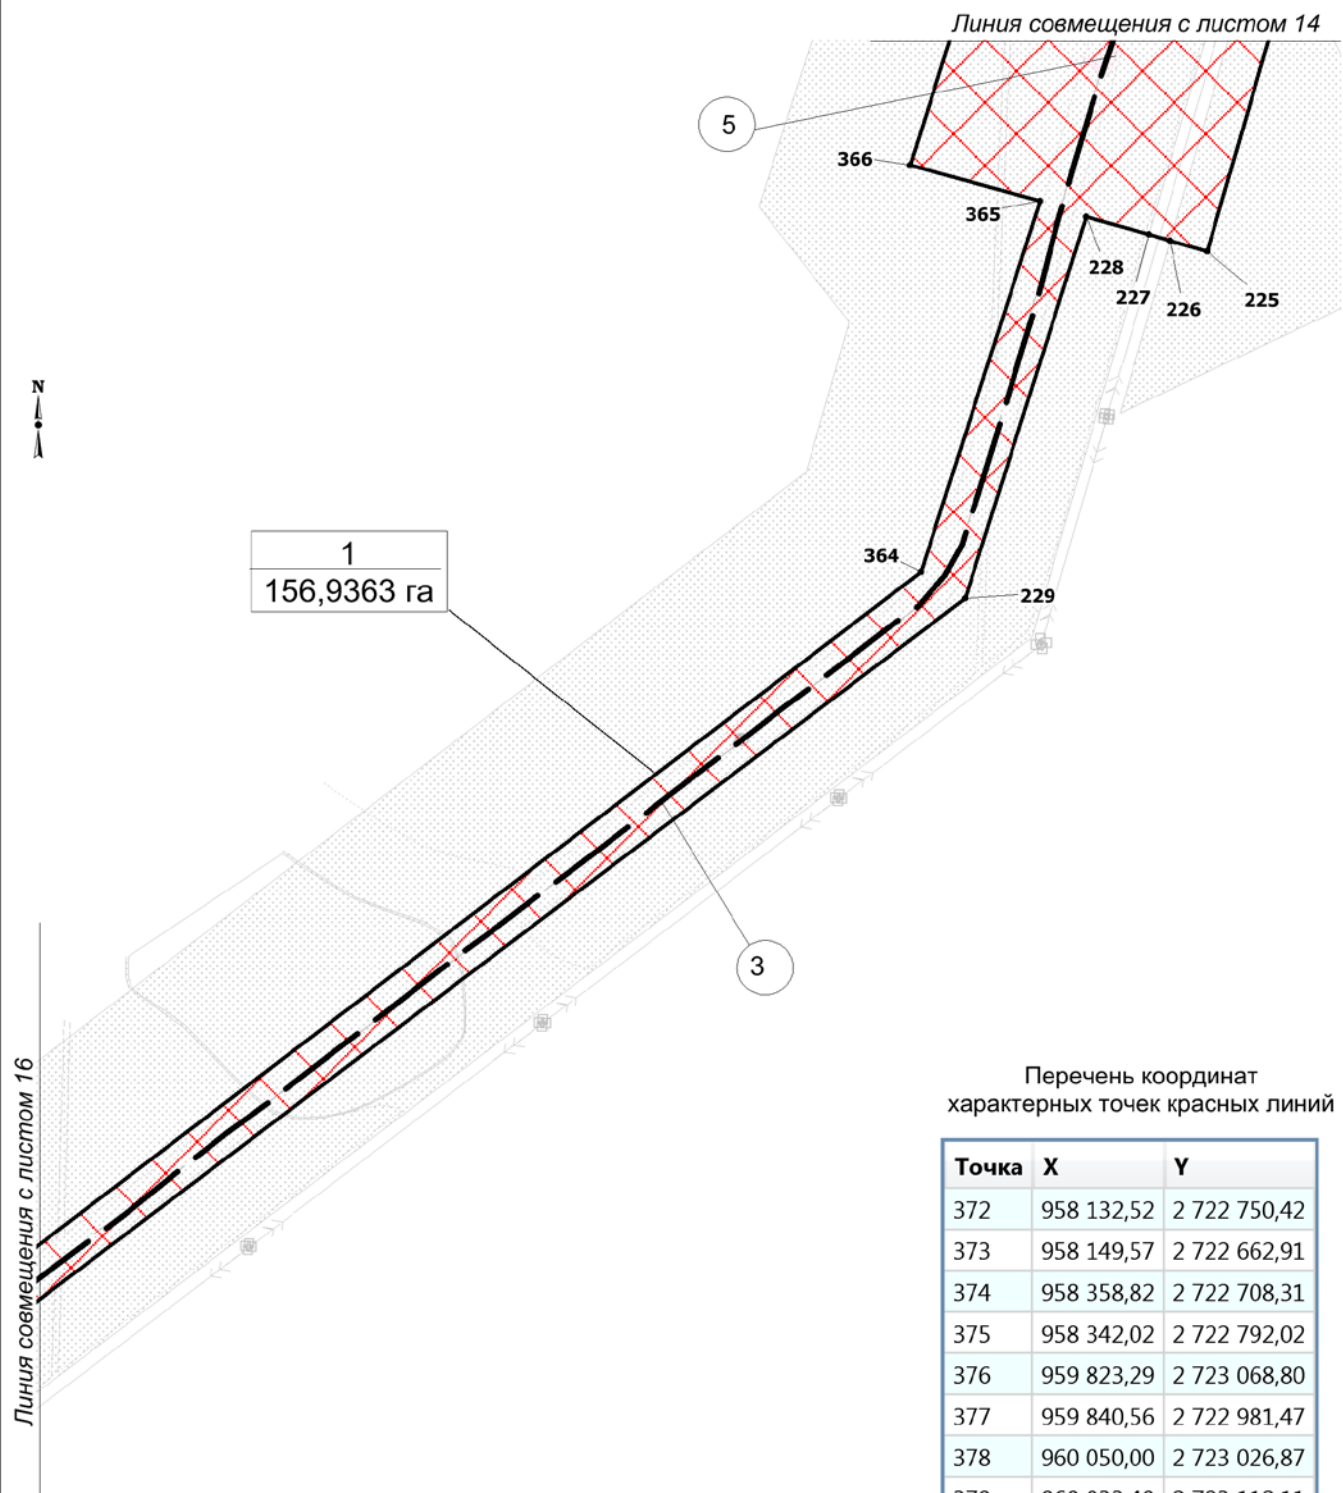 Линия совмещения с листом 14
5
366
365
228
227
226
225
N
1
156,9363 га
364
229
3
Линия совмещения с листом 16
Перечень координат
характерных точек красных линий
Точка X Y
372 958 132,52 2 722 750,42
373 958 149,57 2 722 662,91
374 958 358,82 2 722 708,31
375 958 342,02 2 722 792,02
376 959 823,29 2 723 068,80
377 959 840,56 2 722 981,47
378 960 050,00 2 723 026,87